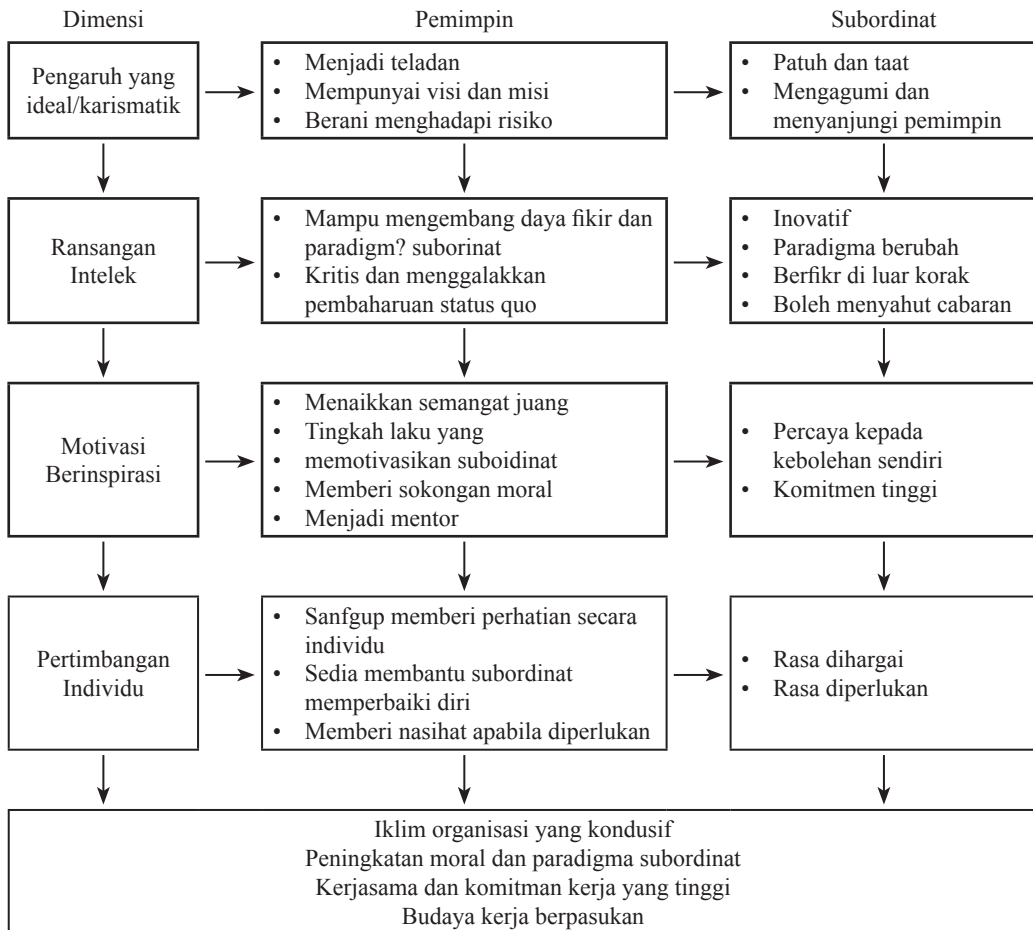 Dimensi
Pemimpin
Subordinat
Pengaruh yang
ideal/karismatik
• Menjadi teladan
• Mempunyai visi dan misi
• Berani menghadapi risiko
• Patuh dan taat
• Mengagumi dan
menyanjungi pemimpin
Ransangan
Intelek
• Mampu mengembang daya fikir dan
paradigm? suborinat
• Kritis dan menggalakkan
pembaharuan status quo
• Inovatif
• Paradigma berubah
• Berfikr di luar korak
• Boleh menyahut cabaran
Motivasi
Berinspirasi
• Menaikkan semangat juang
• Tingkah laku yang
• memotivasikan suboidinat
• Memberi sokongan moral
• Menjadi mentor
• Percaya kepada
kebolehan sendiri
• Komitmen tinggi
Pertimbangan
Individu
• Sanfgup memberi perhatian secara
individu
• Sedia membantu subordinat
memperbaiki diri
• Memberi nasihat apabila diperlukan
• Rasa dihargai
• Rasa diperlukan
Iklim organisasi yang kondusif
Peningkatan moral dan paradigma subordinat
Kerjasama dan komitman kerja yang tinggi
Budaya kerja berpasukan